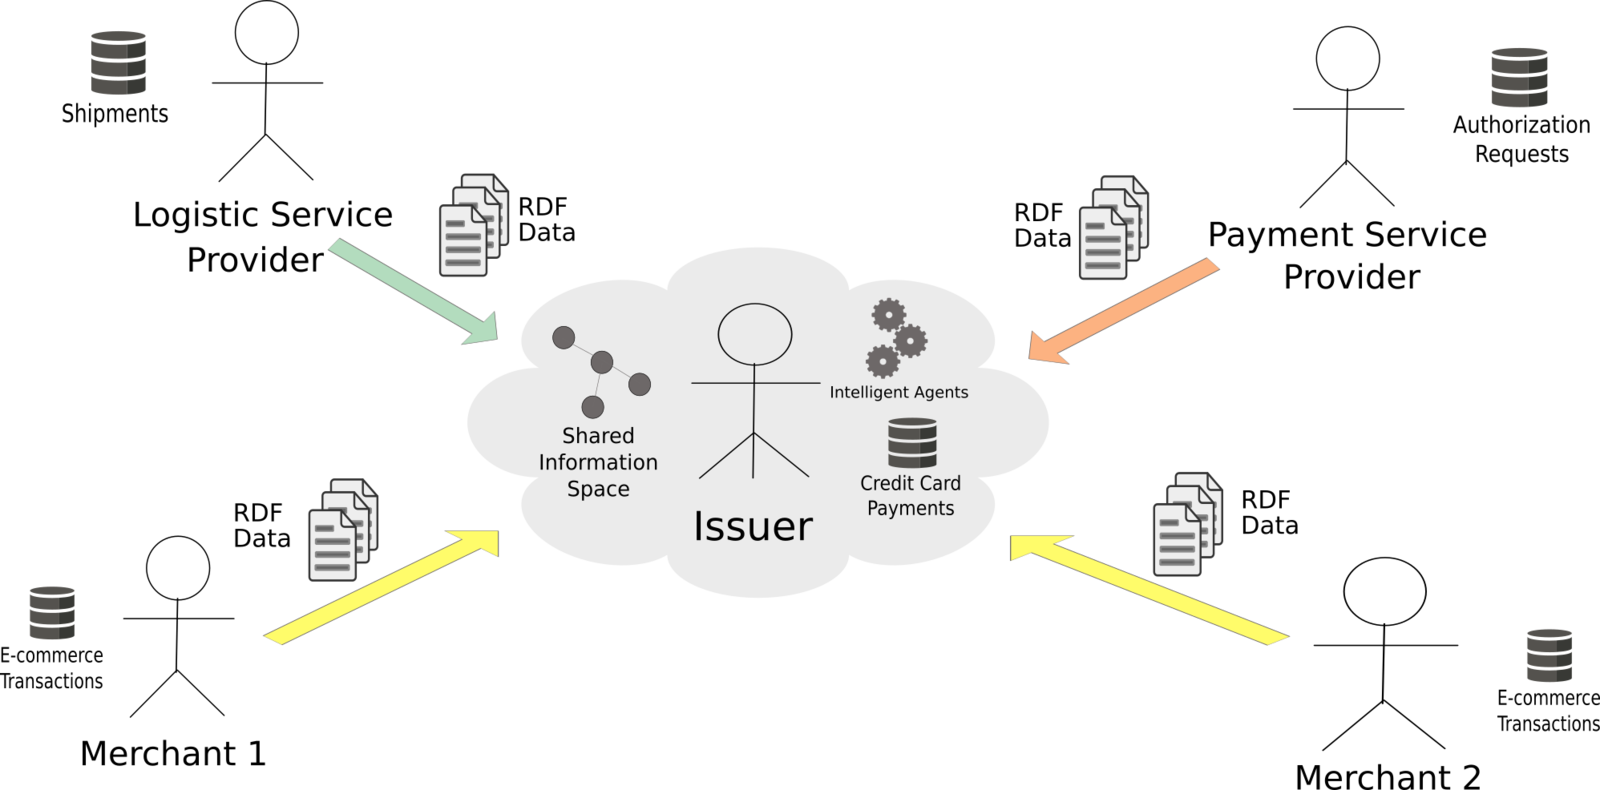 Shipments
Logistic Service
Provider
RDF
Data
RDF
Data
Authorization
Requests
Payment Service
Provider
Shared
Information
Space
Intelligent Agents
Credit Card
Payments
Issuer
RDF
Data
E-commerce
Transactions
Merchant 1
RDF
Data
E-commerce
Transactions
Merchant 2